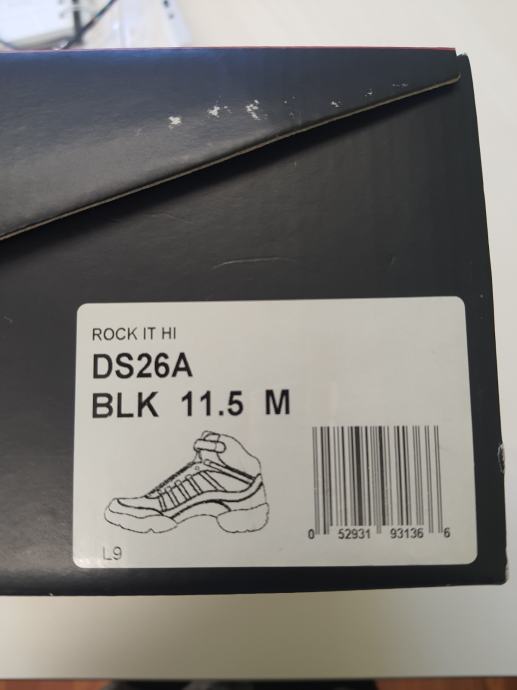 ROCK IT HI
DS26A
BLK 11.5 M
0 52931 93136 6
L9